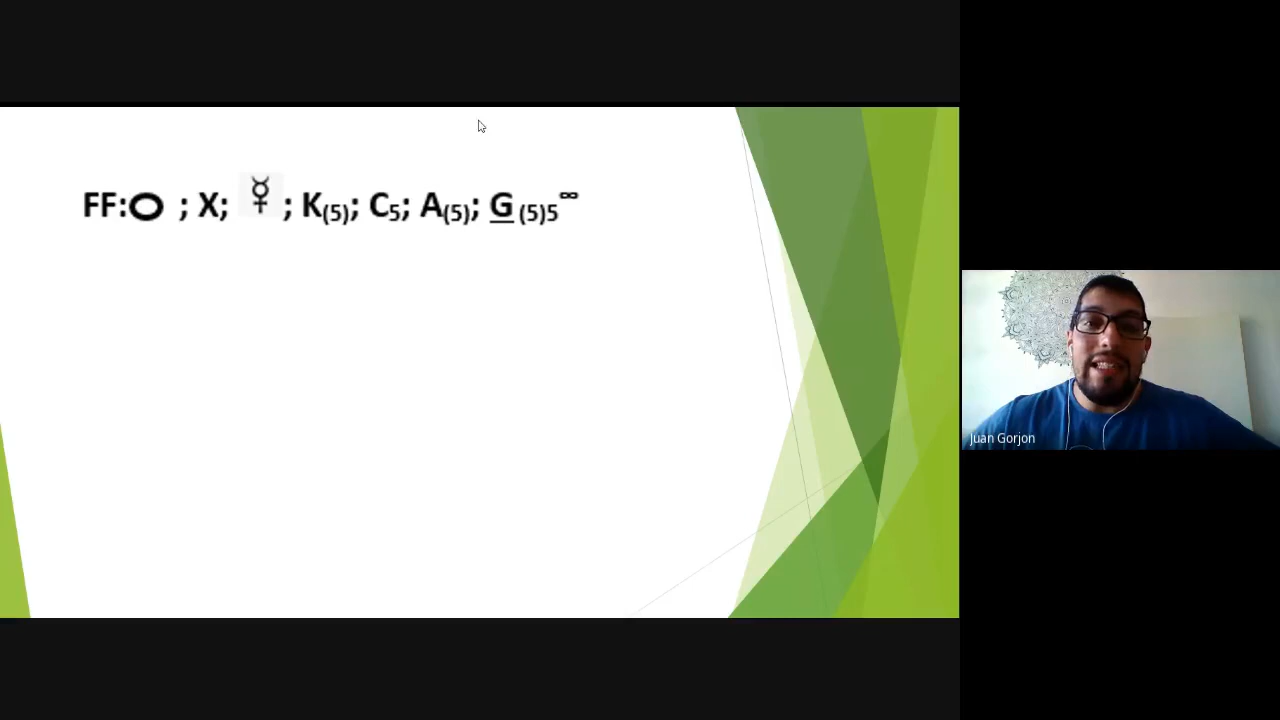 FF:O ; X; ☿ ; K(5); C5; A(5); G (5)5∞
Juan Gorjon